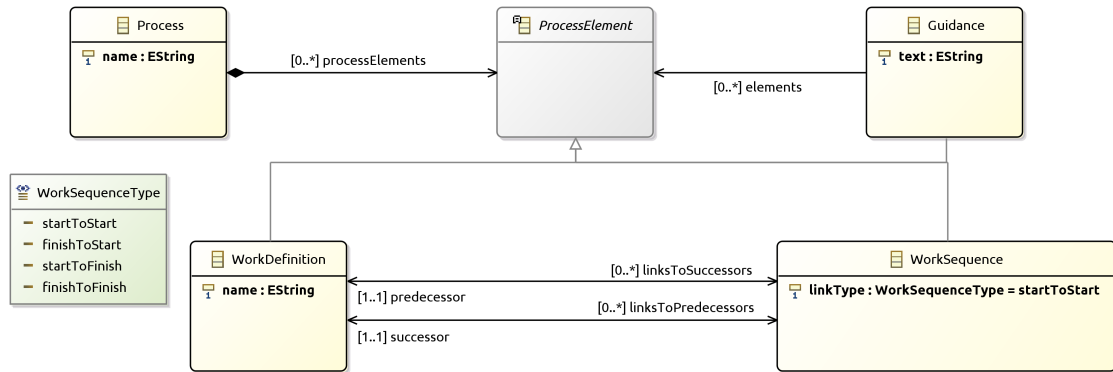 Process
name : EString
[0..*] processElements
ProcessElement
[0..*] elements
Guidance
text : EString
WorkSequenceType
startToStart
finishToStart
startToFinish
finishToFinish
WorkDefinition
name : EString
[0..*] linksToSuccessors
[1..1] predecessor
[0..*] linksToPredecessors
[1..1] successor
WorkSequence
linkType : WorkSequenceType = startToStart